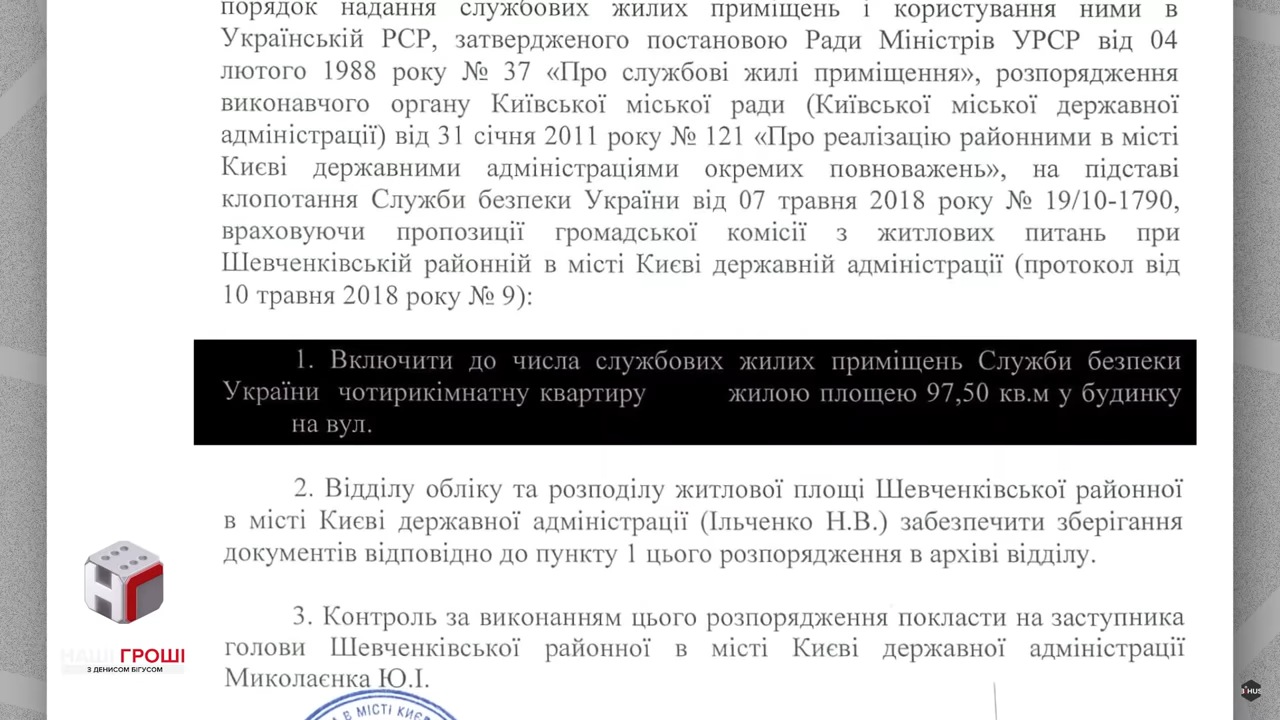 порядок надання службових жилих приміщень і користування ними в
Українській РСР, затвердженого постановою Ради Міністрів УРСР від 04
лютого 1988 року № 37 «Про службові жилі приміщення», розпорядження
виконавчого органу Київської міської ради (Київської міської державної
адміністрації) від 31 січня 2011 року № 121 «Про реалізацію районними в місті
Києві державними адміністраціями окремих повноважень», на підставі
клопотання Служби безпеки України від 07 травня 2018 року № 19/10-1790,
враховуючи пропозиції громадської комісії з житлових питань при
Шевченківській районній в місті Києві державній адміністрації (протокол від
10 травня 2018 року № 9):
1. Включити до числа службових жилих приміщень Служби безпеки
України чотирикімнатну квартиру жилою площею 97,50 кв.м у будинку
на вул.
2. Відділу обліку та розподілу житлової площі Шевченківської районної
в місті Києві державної адміністрації (Ільченко Н.В.) забезпечити зберігання
документів відповідно до пункту 1 цього розпорядження в архіві відділу.
3. Контроль за виконанням цього розпорядження покласти на заступника
голови Шевченківської районної в місті Києві державної адміністрації
Миколаєнка Ю.І.
В МІСТІ КИЄВ
НАШІ ГРОШІ
З ДЕНИСОМ БІГУСОМ
BIHUS